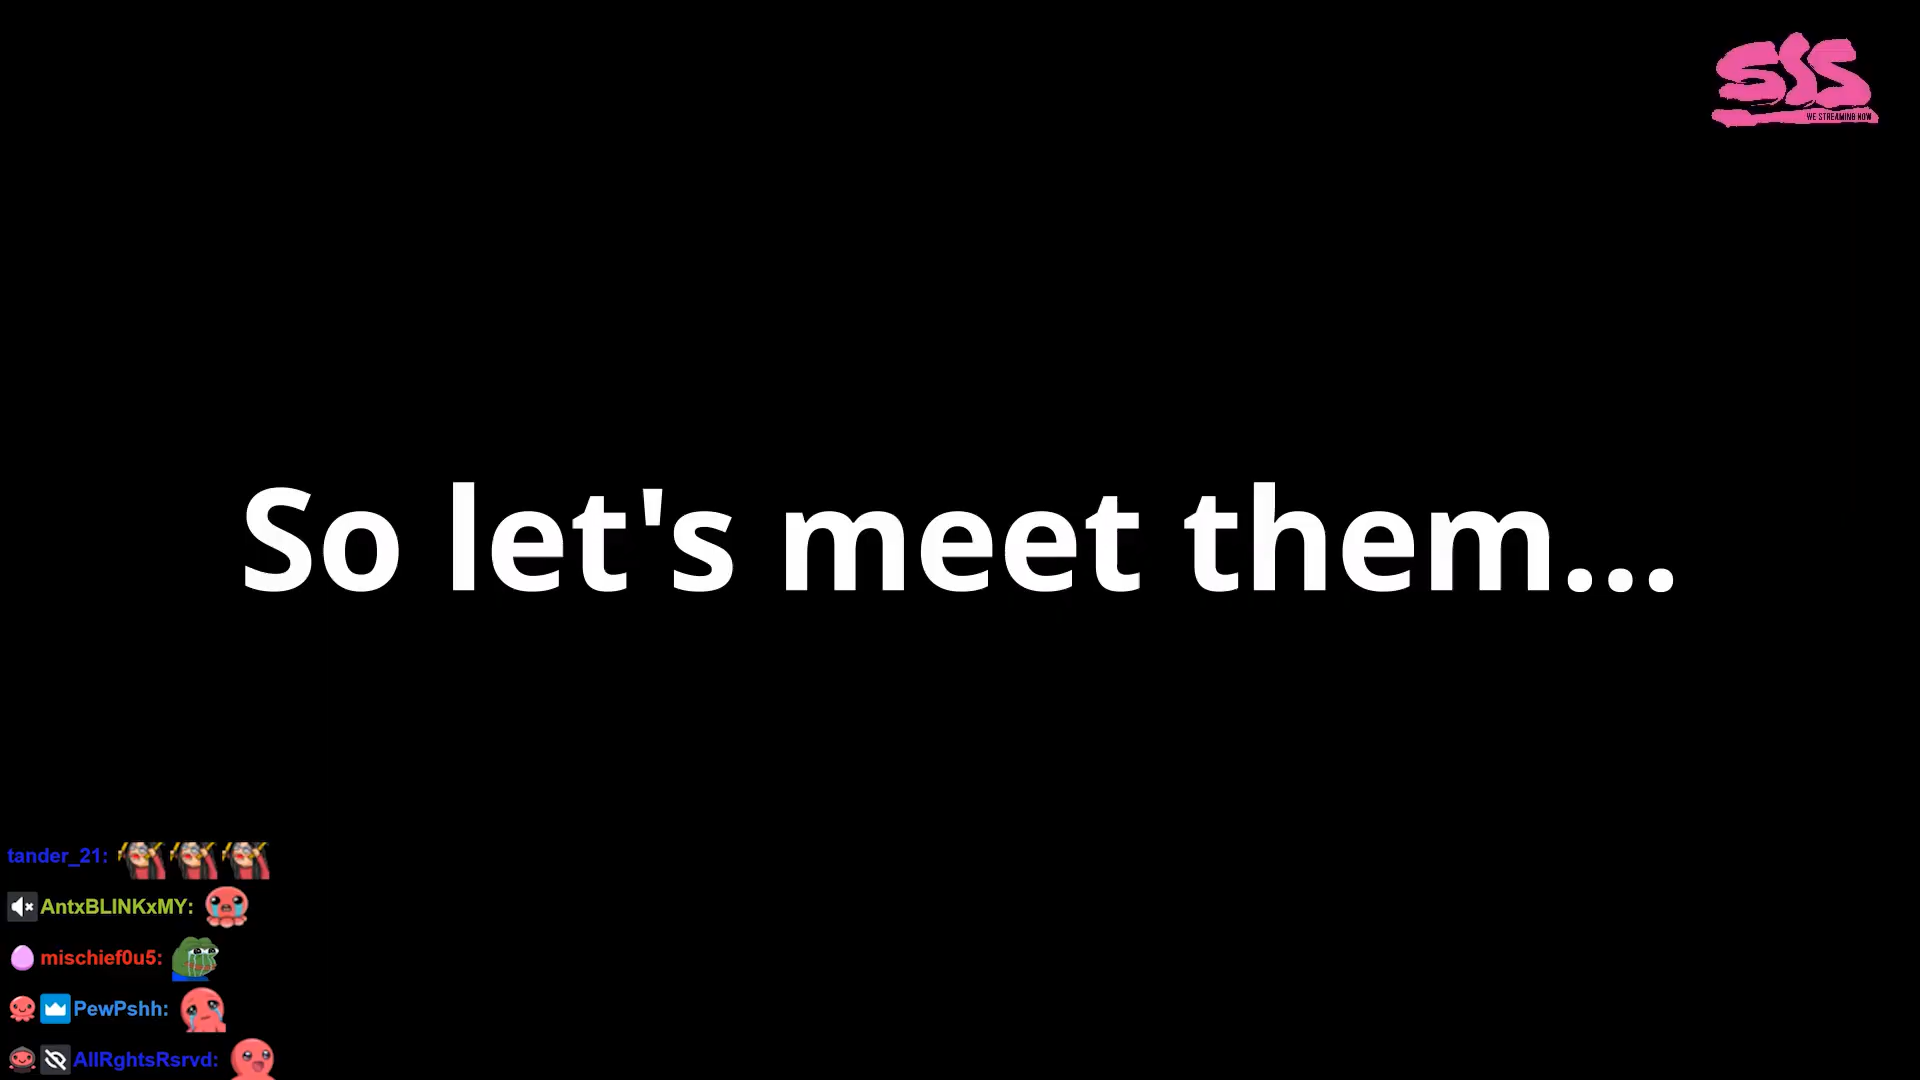 SIS
WE STREAMING NOW
So let's meet them...
tander_21:
AntxBLINKxMY:
mischief0u5:
PewPshh:
AllRghtsRsrvd: